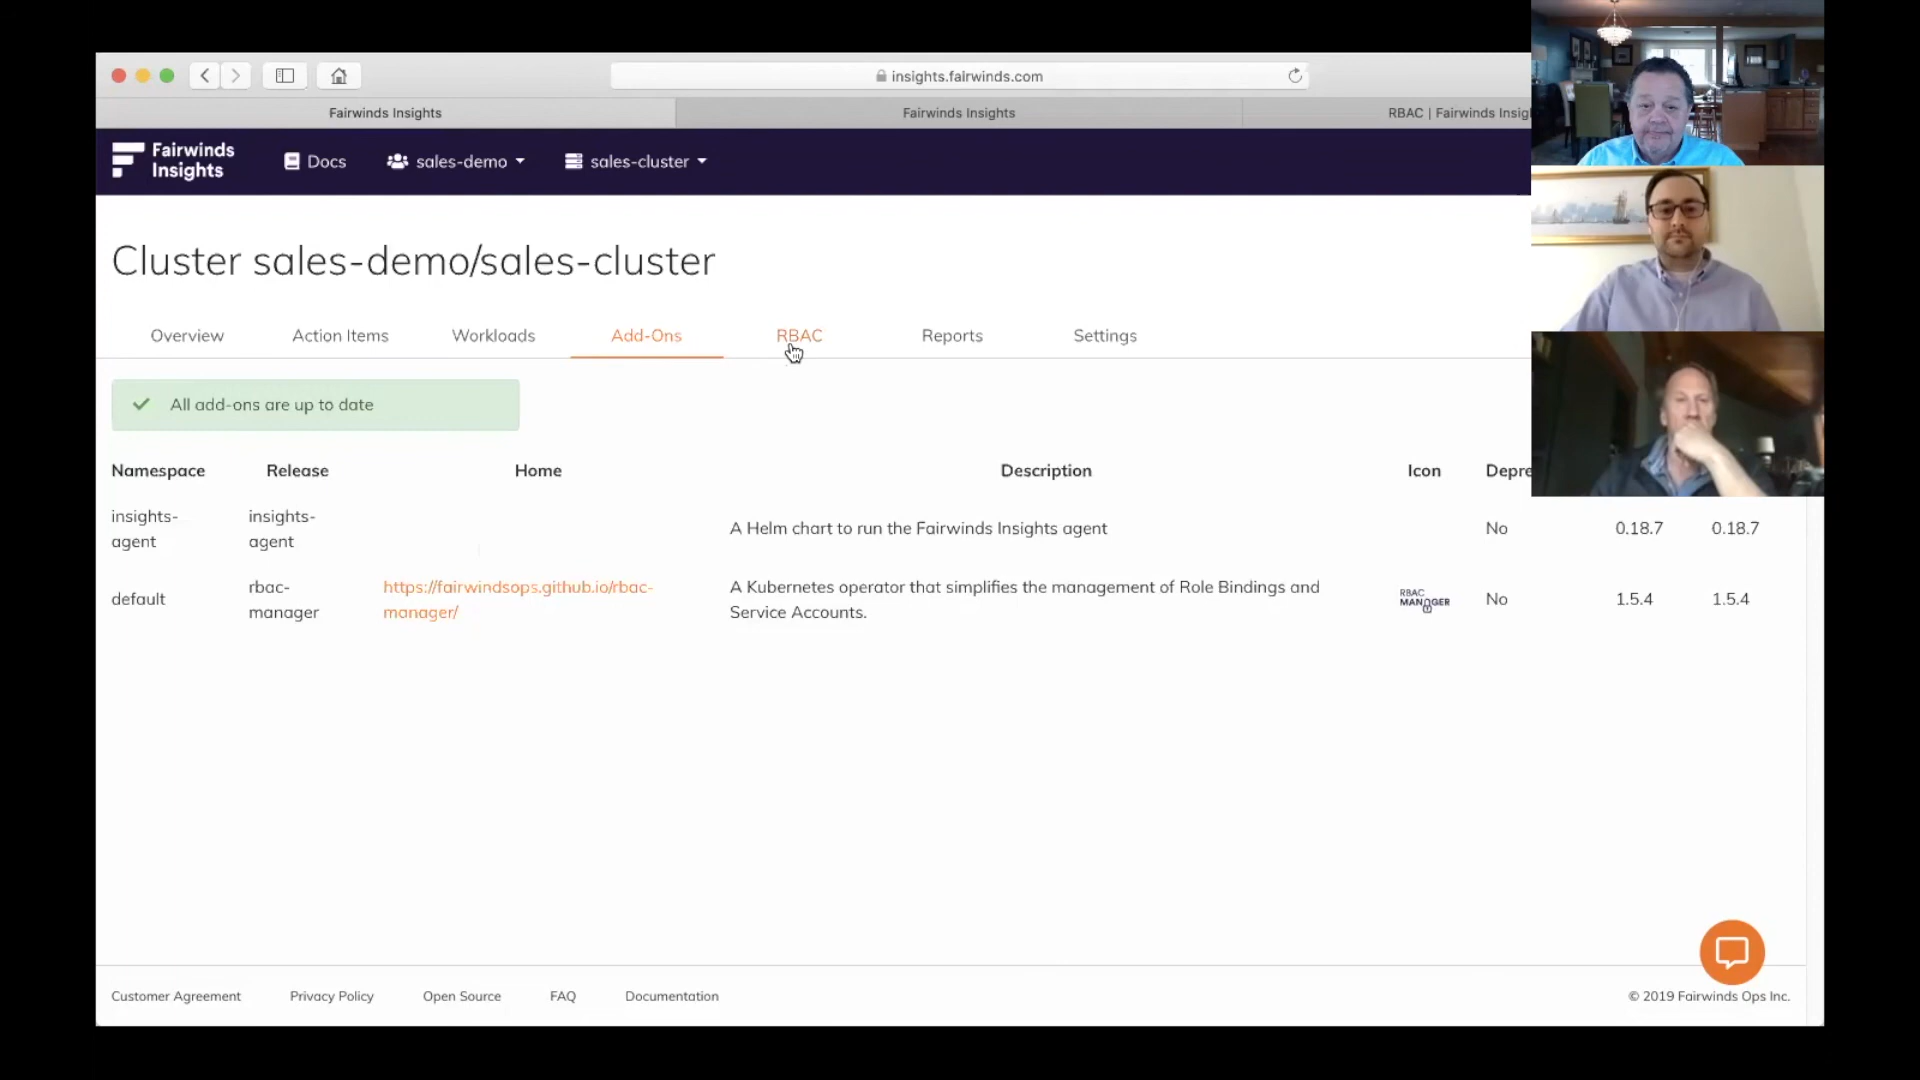 insights.fairwinds.com
Fairwinds Insights
Fairwinds Insights
RBAC | Fairwinds Insig
Fairwinds
Insights
Docs
sales-demo
sales-cluster
Cluster sales-demo/sales-cluster
Overview
Action Items
Workloads
Add-Ons
RBAC
Reports
Settings
All add-ons are up to date
Namespace Release Home Description Icon Depre
insights-
agent
insights-
agent
A Helm chart to run the Fairwinds Insights agent
No
0.18.7
0.18.7
default
rbac-
manager
https://fairwindsops.github.io/rbac-
manager/
A Kubernetes operator that simplifies the management of Role Bindings and
Service Accounts.
RBAC
MANAGER
No
1.5.4
1.5.4
Customer Agreement
Privacy Policy
Open Source
FAQ
Documentation
© 2019 Fairwinds Ops Inc.